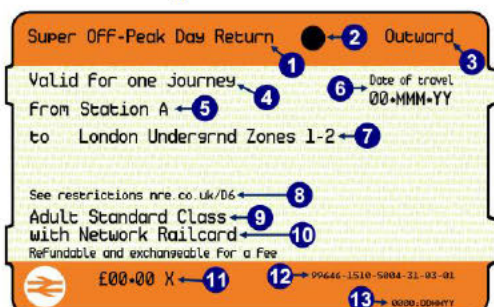 Super Off-Peak Day Return
1
2
Outward
3
Valid for one journey
4
6
Date of travel
00•MMM•YY
From Station A
5
to London Undergrnd Zones 1-2
7
See restrictions nre.co.uk/D6
8
Adult Standard Class
9
with Network Railcard
10
Refundable and exchangeable for a fee
£00•00 X
11
12
99646-1510-5004-31-03-01
13
0000:DDMMYY